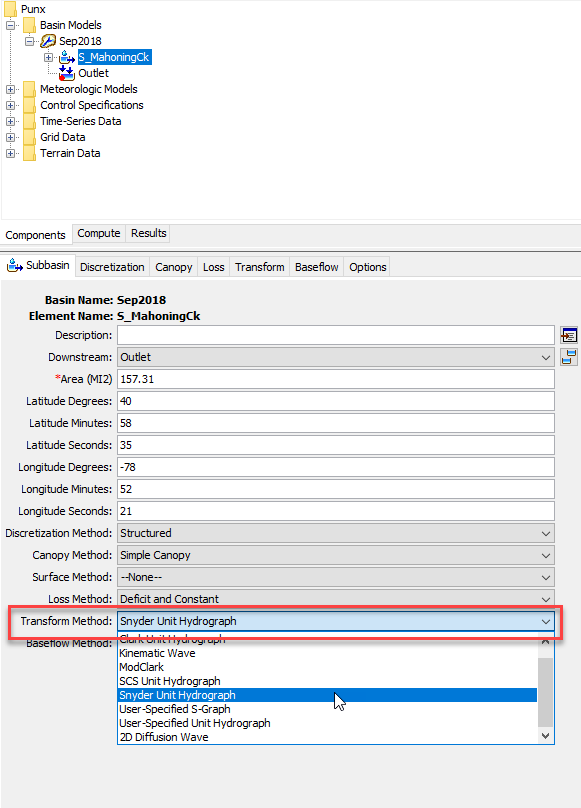 Punx
Basin Models
Sep2018
S_MahoningCk
Outlet
Meteorologic Models
Control Specifications
Time-Series Data
Grid Data
Terrain Data
Components Compute Results
Subbasin Discretization Canopy Loss Transform Baseflow Options
Basin Name: Sep2018
Element Name: S_MahoningCk
Description:
Downstream: Outlet
*Area (MI2) 157.31
Latitude Degrees: 40
Latitude Minutes: 58
Latitude Seconds: 35
Longitude Degrees: -78
Longitude Minutes: 52
Longitude Seconds: 21
Discretization Method: Structured
Canopy Method: Simple Canopy
Surface Method: --None--
Loss Method: Deficit and Constant
Transform Method: Snyder Unit Hydrograph
Baseflow Method: Clark Unit Hydrograph
Kinematic Wave
ModClark
SCS Unit Hydrograph
Snyder Unit Hydrograph
User-Specified S-Graph
User-Specified Unit Hydrograph
2D Diffusion Wave